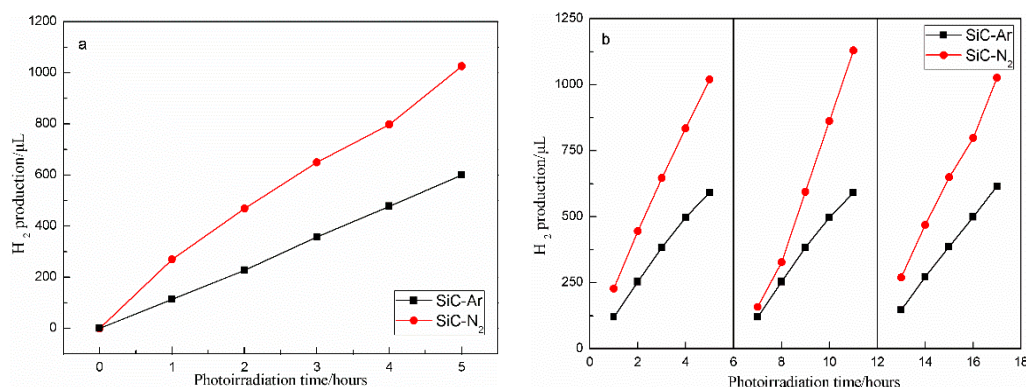 a
SiC-Ar
SiC-N₂
H₂ production/μL
1200
1000
800
600
400
200
0
0 1 2 3 4 5
Photoirradiation time/hours
b
SiC-Ar
SiC-N₂
H₂ production/μL
1250
1000
750
500
250
0
0 2 4 6 8 10 12 14 16 18
Photoirradiation time/hours